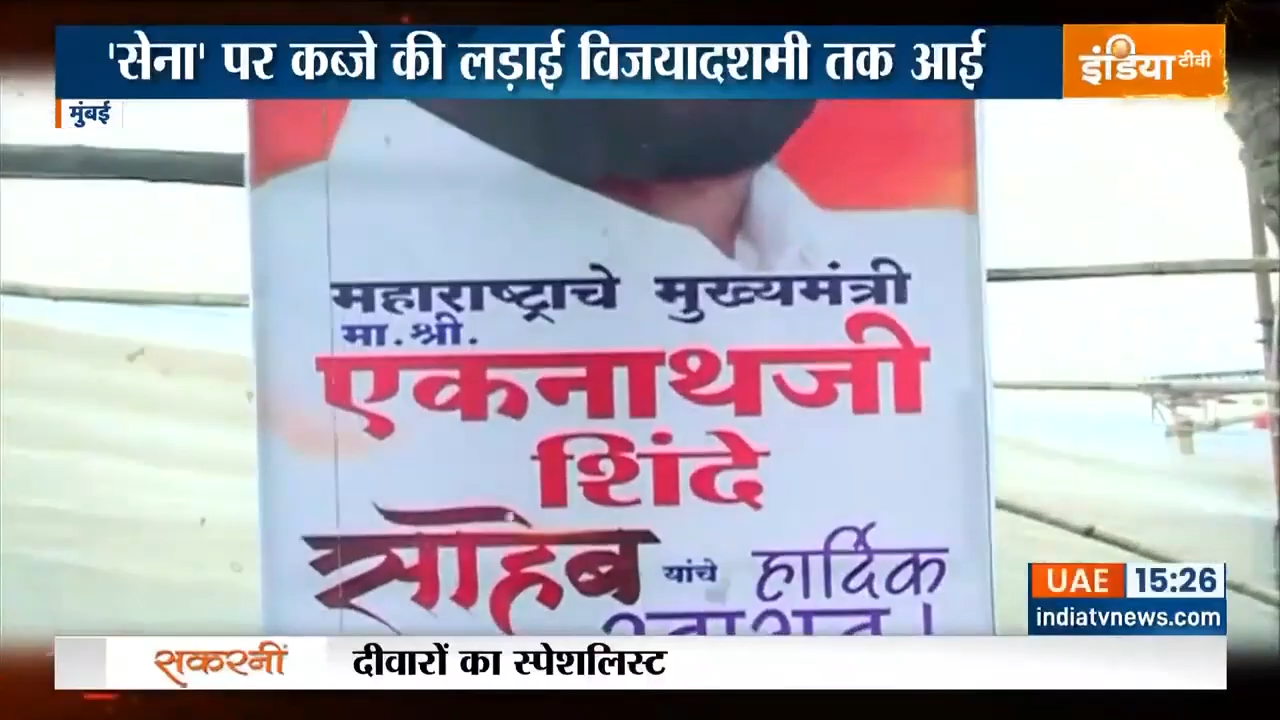 'सेना' पर कब्जे की लड़ाई विजयादशमी तक आई
इंडिया टीवी
मुंबई
महाराष्ट्राचे मुख्यमंत्री
मा.श्री.
एकनाथजी
शिंदे
साहेब यांचे हार्दिक
UAE 15:26
indiatvnews.com
सकरनी दीवारों का स्पेशलिस्ट